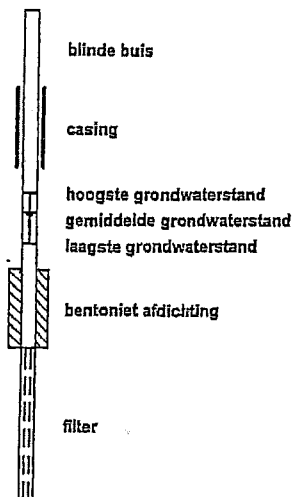 blinde buis
casing
hoogste grondwaterstand
gemiddelde grondwaterstand
laagste grondwaterstand
bentoniet afdichting
filter